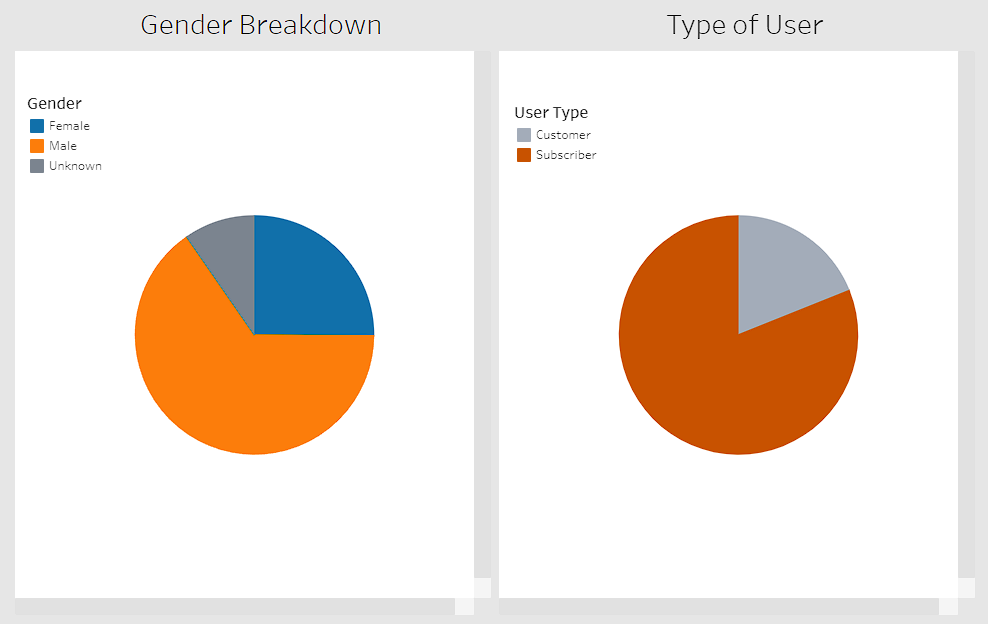 Gender Breakdown
Gender
Female
Male
Unknown
Type of User
User Type
Customer
Subscriber